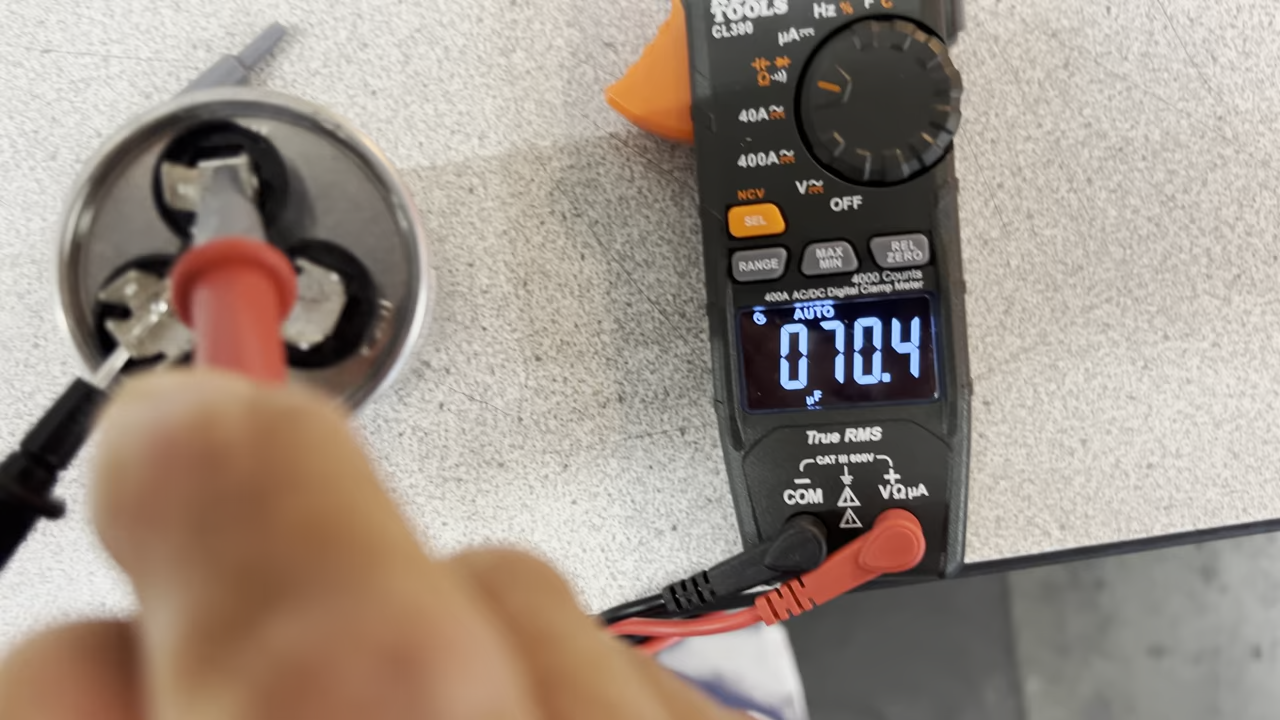 TOOLS
CL390
Hz % F C
µA
Ω
40A
400A
V
OFF
NCV
SEL
RANGE
MAX
MIN
REL
ZERO
4000 Counts
400A AC/DC Digital Clamp Meter
AUTO
070.4
µF
True RMS
CAT III 600V
COM
VΩµA